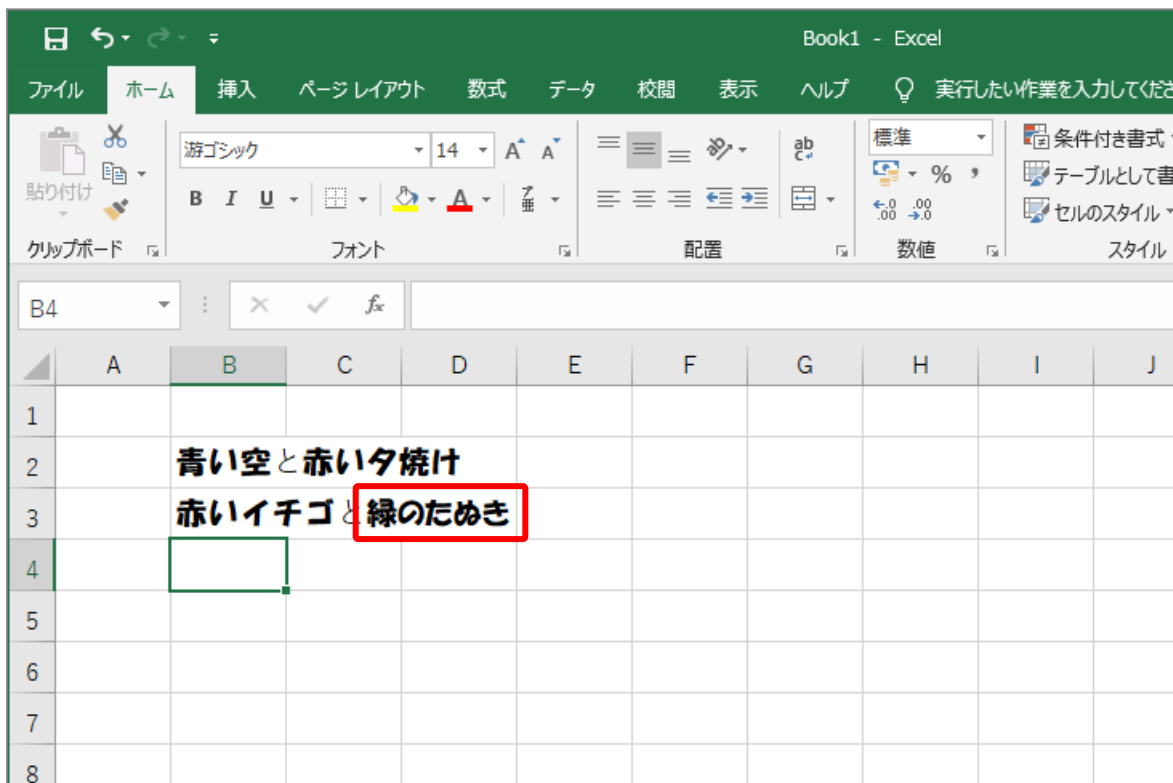 Book1 - Excel
ファイル ホーム 挿入 ページ レイアウト 数式 データ 校閲 表示 ヘルプ 実行したい作業を入力してくださ
貼り付け
クリップボード
游ゴシック 14
B I U
フォント
配置
標準
数値
条件付き書式
テーブルとして書
セルのスタイル
スタイル
B4 fx
A B C D E F G H I J
1
2 青い空と赤い夕焼け
3 赤いイチゴと緑のたぬき
4
5
6
7
8